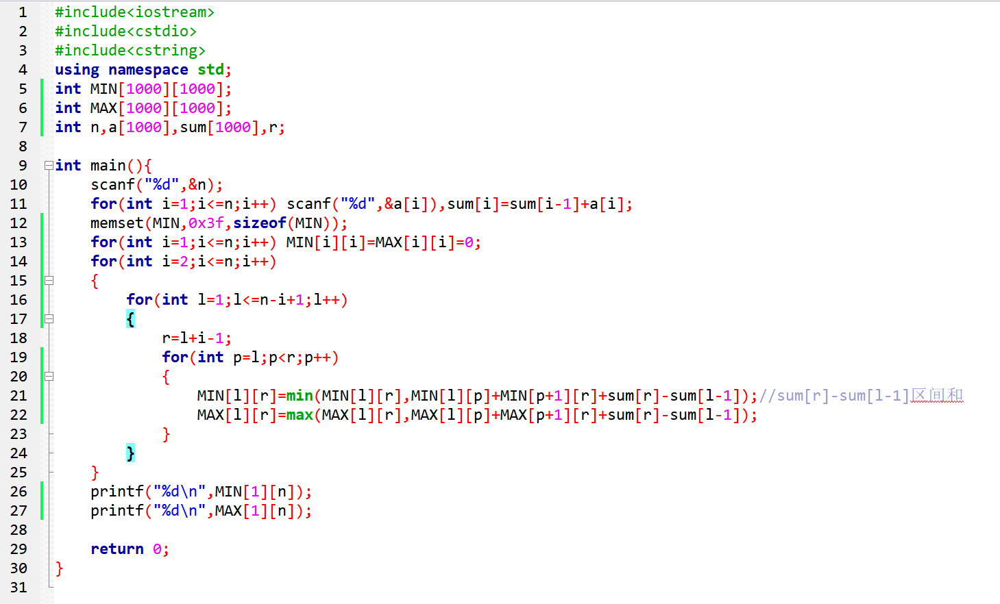 1 #include<iostream>
2 #include<cstdio>
3 #include<cstring>
4 using namespace std;
5 int MIN[1000][1000];
6 int MAX[1000][1000];
7 int n,a[1000],sum[1000],r;
8
9 int main(){
10 scanf("%d",&n);
11 for(int i=1;i<=n;i++) scanf("%d",&a[i]),sum[i]=sum[i-1]+a[i];
12 memset(MIN,0x3f,sizeof(MIN));
13 for(int i=1;i<=n;i++) MIN[i][i]=MAX[i][i]=0;
14 for(int i=2;i<=n;i++)
15 {
16 for(int l=1;l<=n-i+1;l++)
17 {
18 r=l+i-1;
19 for(int p=l;p<r;p++)
20 {
21 MIN[l][r]=min(MIN[l][r],MIN[l][p]+MIN[p+1][r]+sum[r]-sum[l-1]);//sum[r]-sum[l-1]区间和
22 MAX[l][r]=max(MAX[l][r],MAX[l][p]+MAX[p+1][r]+sum[r]-sum[l-1]);
23 }
24 }
25 }
26 printf("%d\n",MIN[1][n]);
27 printf("%d\n",MAX[1][n]);
28
29 return 0;
30 }
31